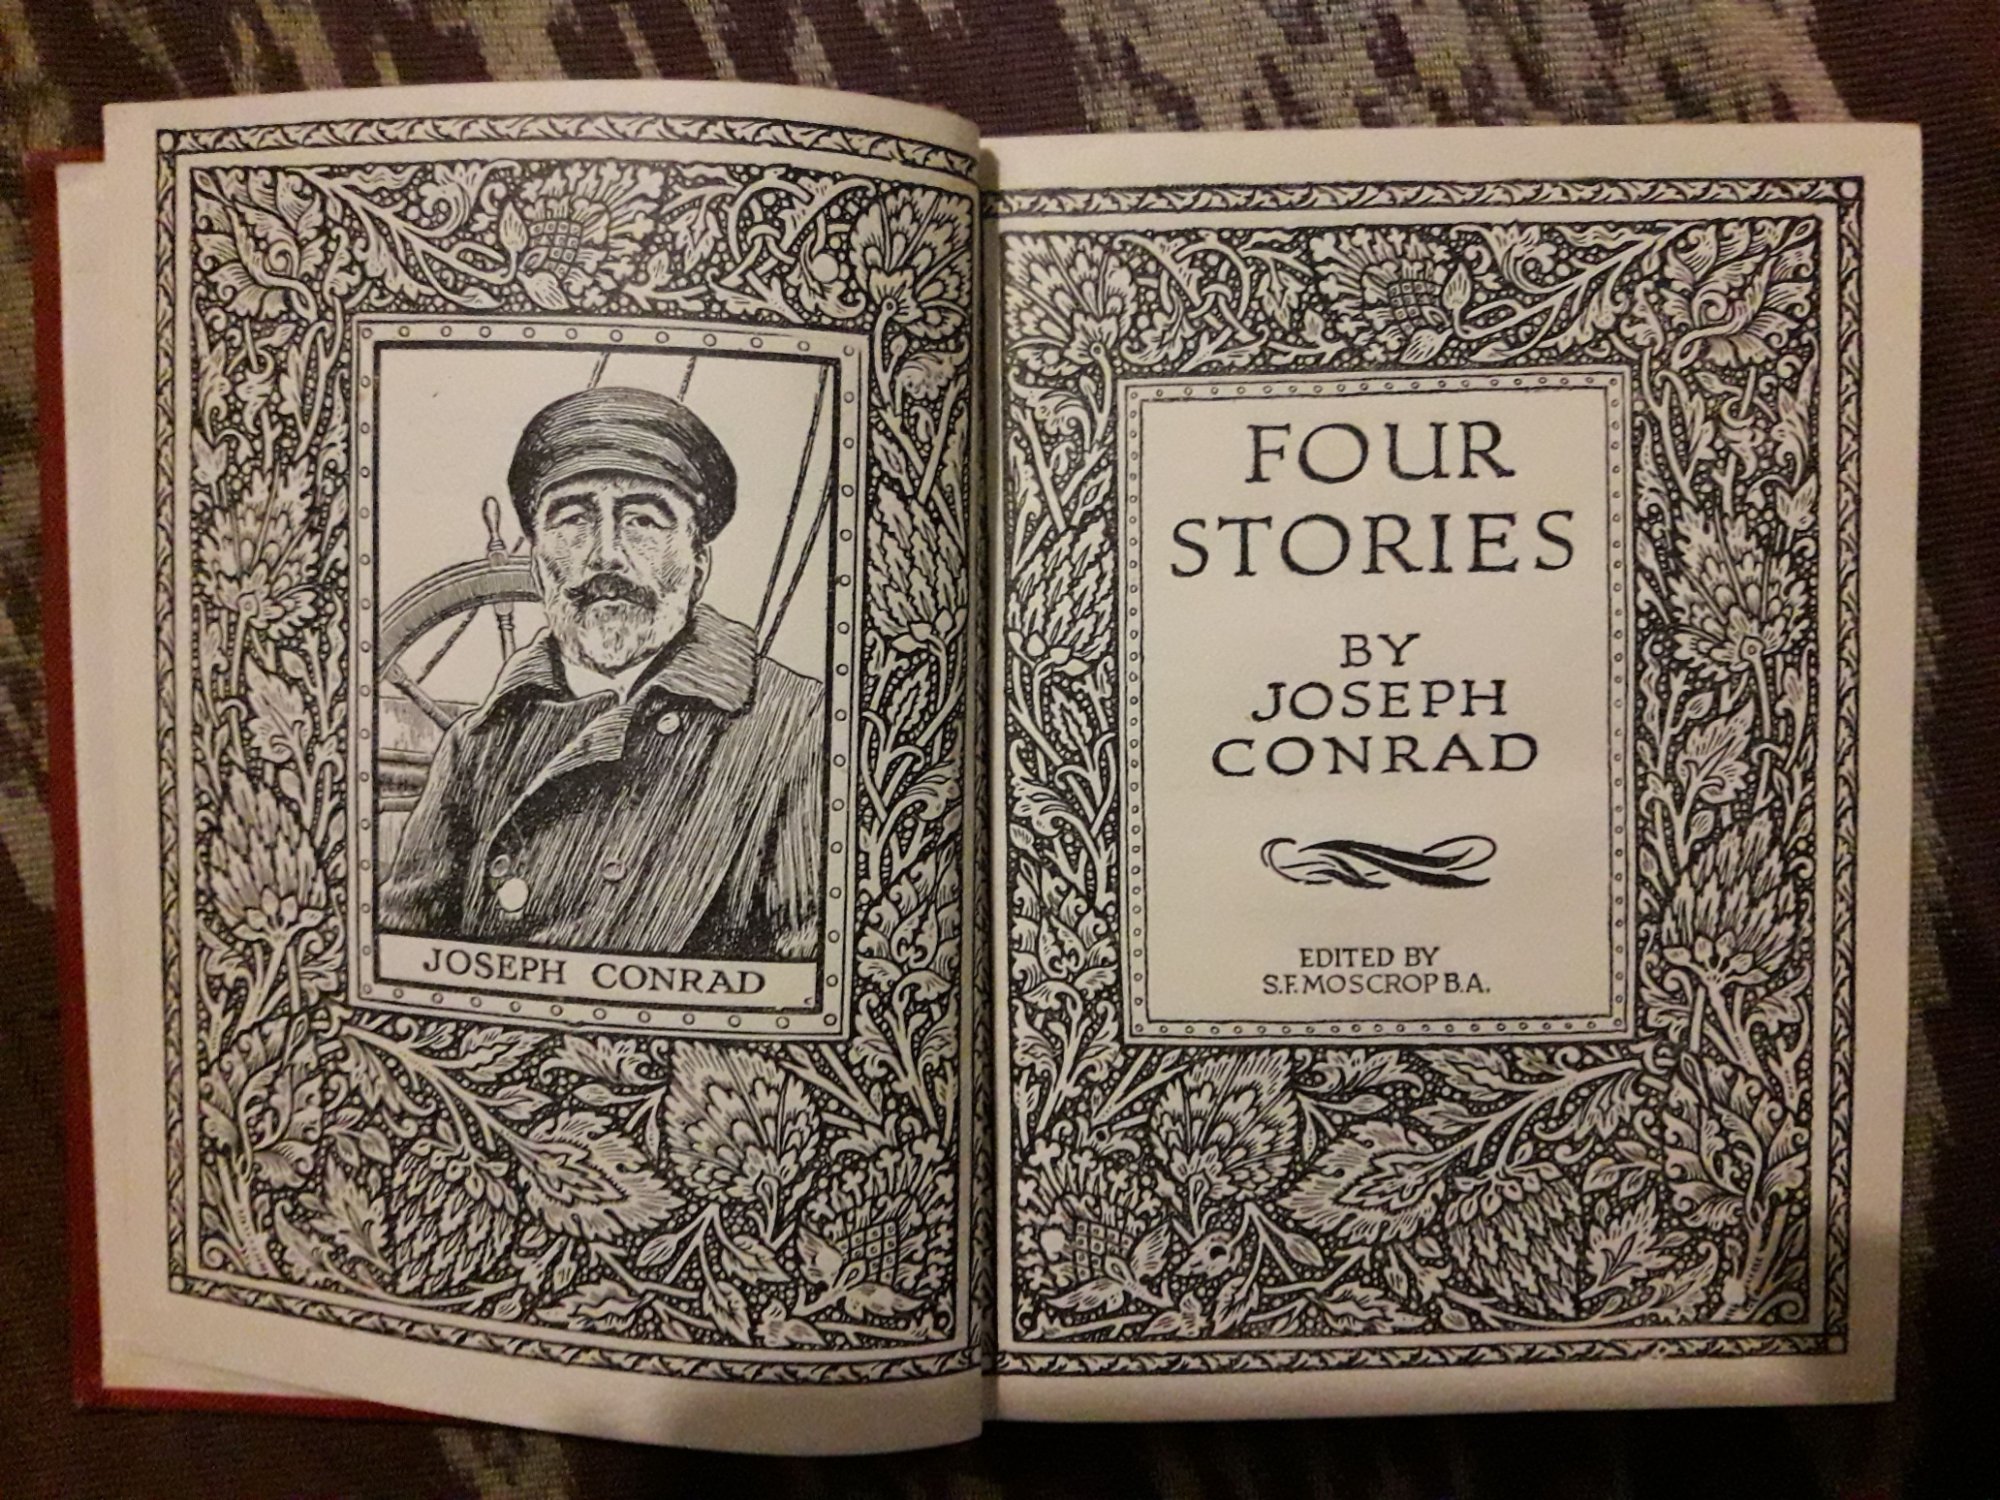 JOSEPH CONRAD
FOUR
STORIES
BY
JOSEPH
CONRAD
EDITED BY
S.F. MOSCROP B.A.